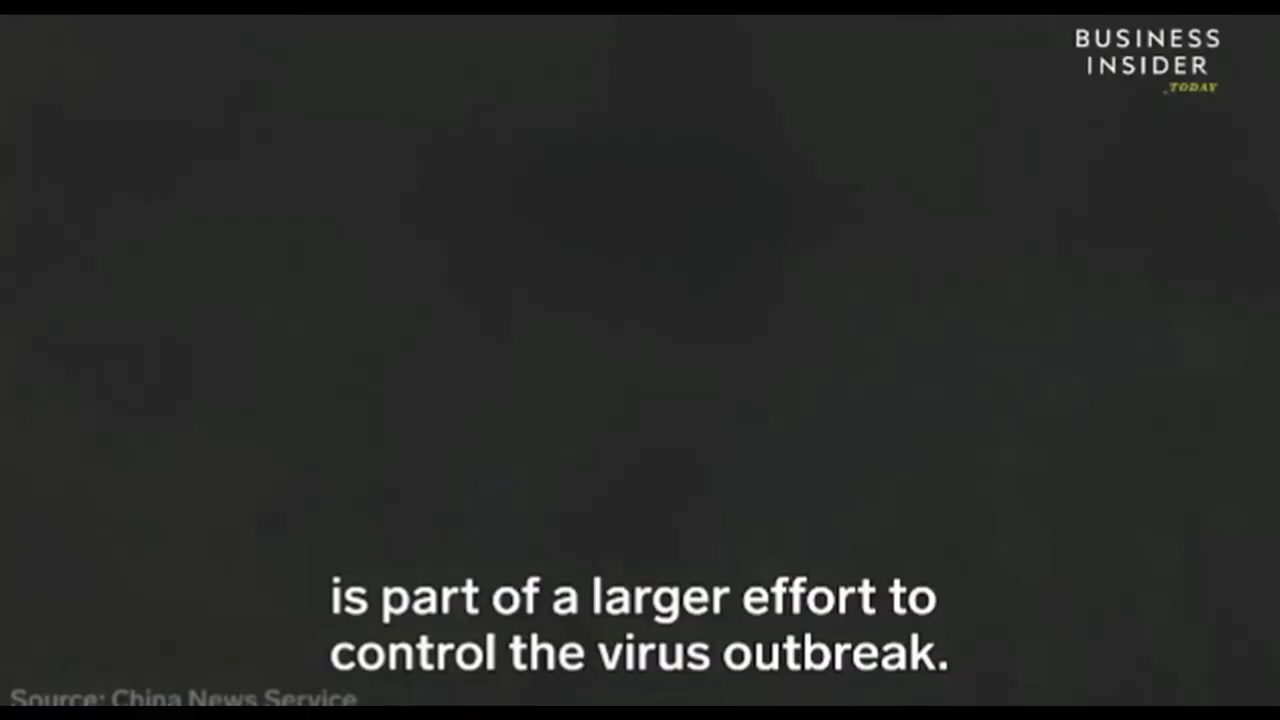 BUSINESS
INSIDER
TODAY
is part of a larger effort to
control the virus outbreak.
Source: China News Service